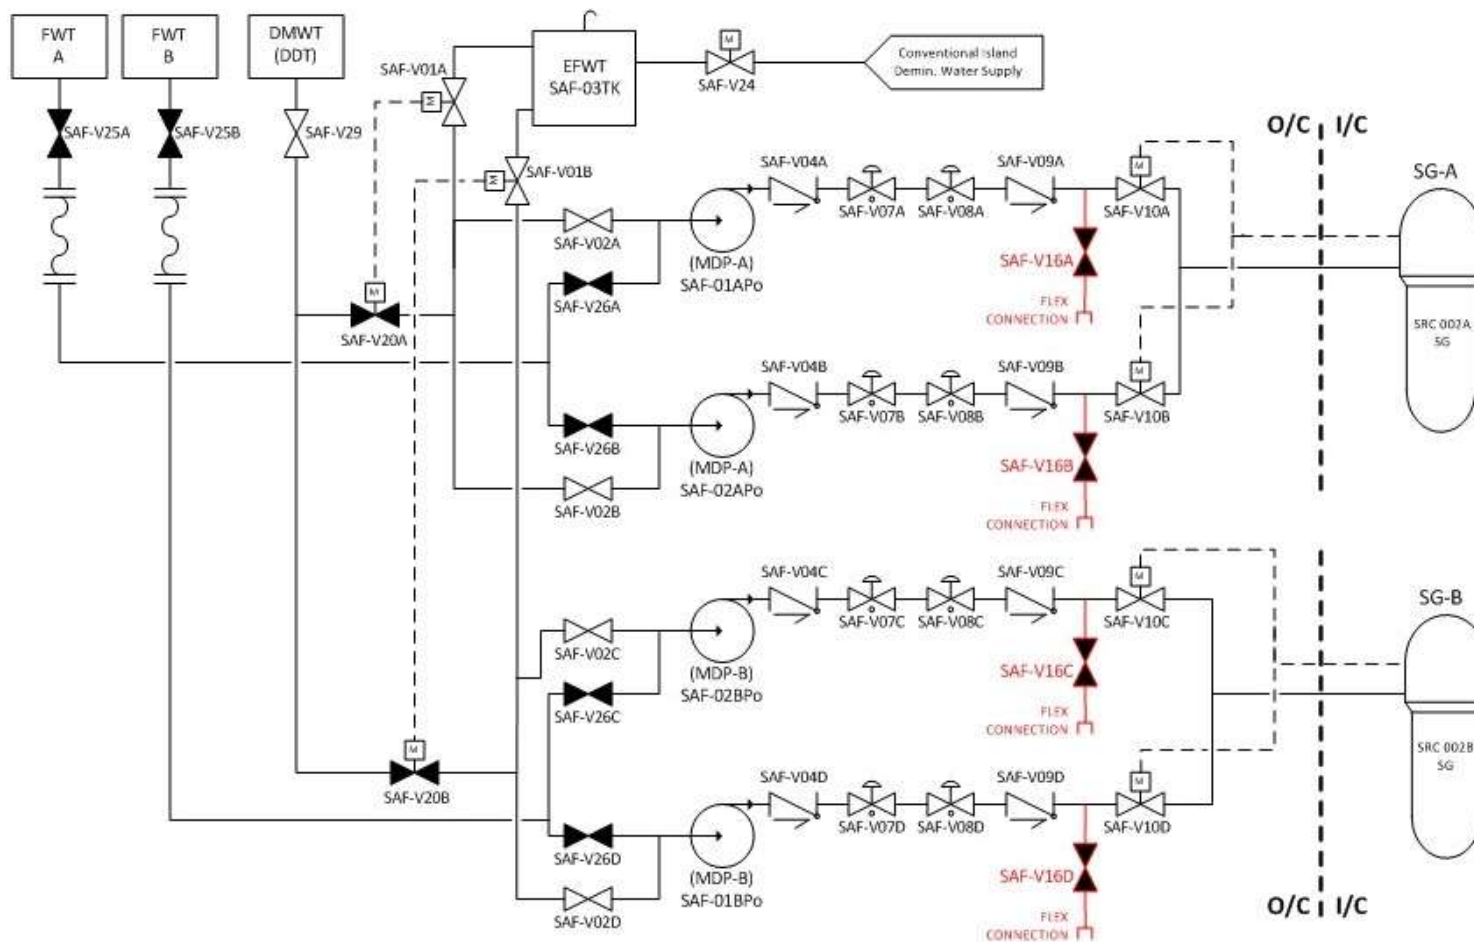 FWT
A
FWT
B
DMWT
(DDT)
EFWT
SAF-03TK
M
SAF-V24
Conventional Island
Demin. Water Supply
SAF-V01A
M
SAF-V25A
SAF-V25B
SAF-V29
M
SAF-V01B
O/C
I/C
SAF-V04A
SAF-V07A
SAF-V08A
SAF-V09A
M
SAF-V10A
SG-A
SAF-V02A
(MDP-A)
SAF-01APo
SAF-V26A
SAF-V16A
FLEX
CONNECTION
M
SAF-V20A
SRC 002A
SG
SAF-V04B
SAF-V07B
SAF-V08B
SAF-V09B
M
SAF-V10B
SAF-V26B
(MDP-A)
SAF-02APo
SAF-V02B
SAF-V16B
FLEX
CONNECTION
SAF-V04C
SAF-V07C
SAF-V08C
SAF-V09C
M
SAF-V10C
SG-B
SAF-V02C
(MDP-B)
SAF-02BPo
SAF-V26C
SAF-V16C
FLEX
CONNECTION
M
SAF-V20B
SRC 002B
SG
SAF-V04D
SAF-V07D
SAF-V08D
SAF-V09D
M
SAF-V10D
SAF-V26D
(MDP-B)
SAF-01BPo
SAF-V02D
SAF-V16D
FLEX
CONNECTION
O/C
I/C